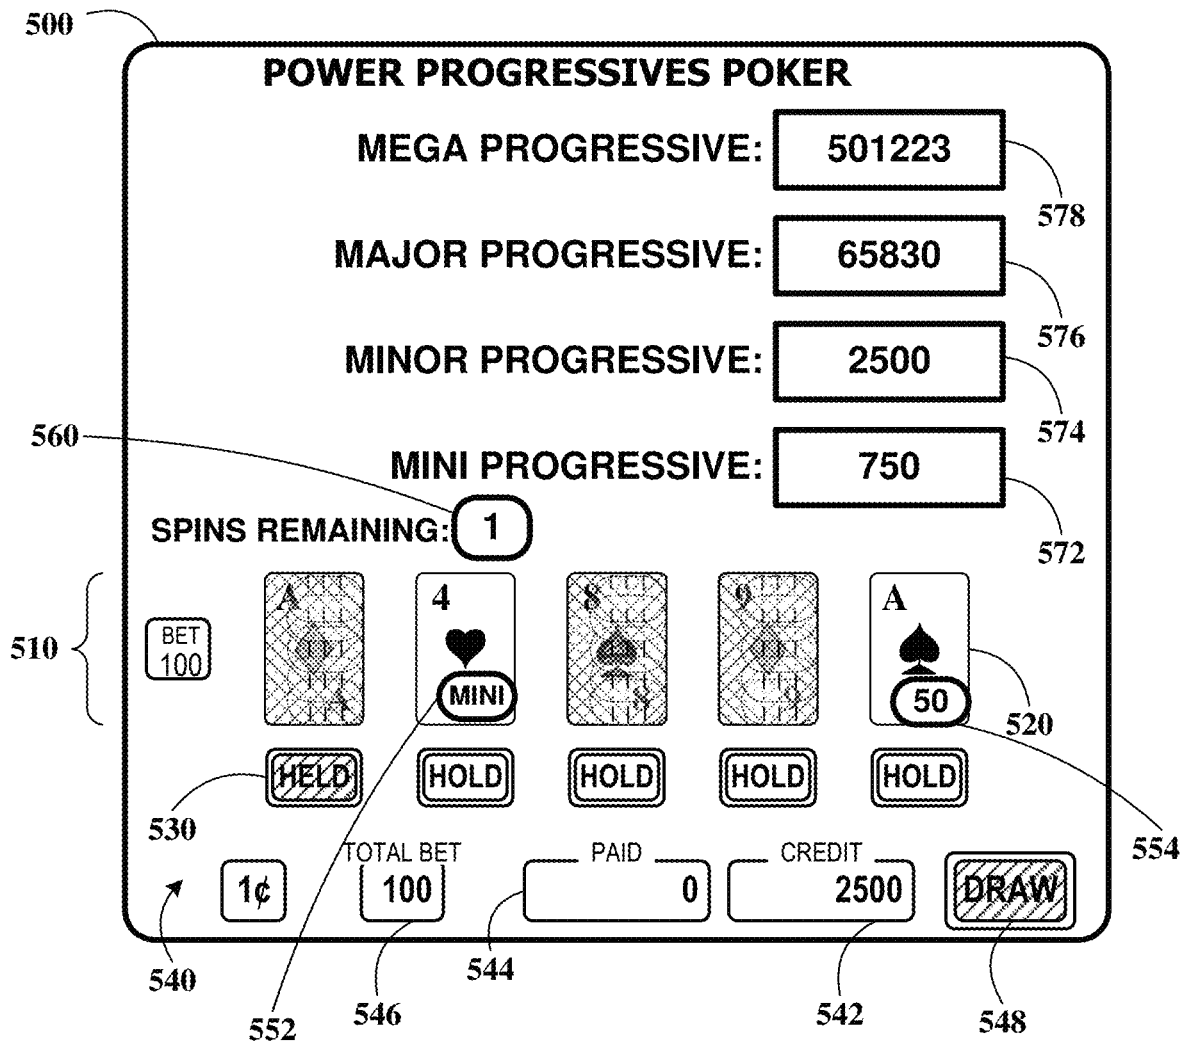 500
POWER PROGRESSIVES POKER
MEGA PROGRESSIVE: 501223
578
MAJOR PROGRESSIVE: 65830
576
MINOR PROGRESSIVE: 2500
574
560
MINI PROGRESSIVE: 750
572
SPINS REMAINING: 1
510
BET
100
A 4 8 9 A
MINI 50
A 8 9
520
HELD HOLD HOLD HOLD HOLD
530
554
TOTAL BET PAID CREDIT
1¢ 100 0 2500 DRAW
540
552 546 544 542 548